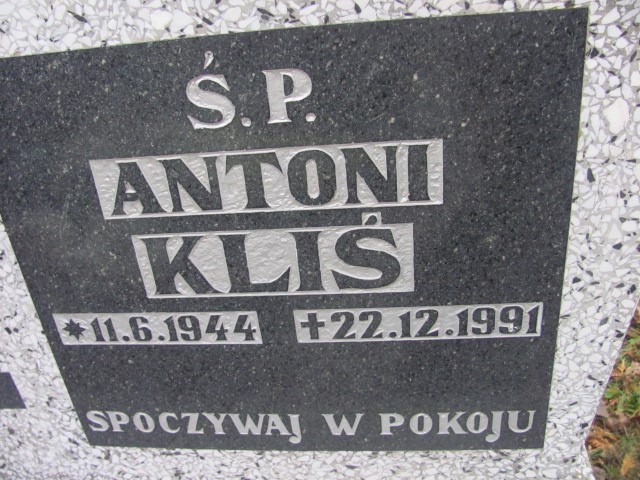 Ś.P.
ANTONI
KLIŚ
*11.6.1944 +22.12.1991
SPOCZYWAJ W POKOJU